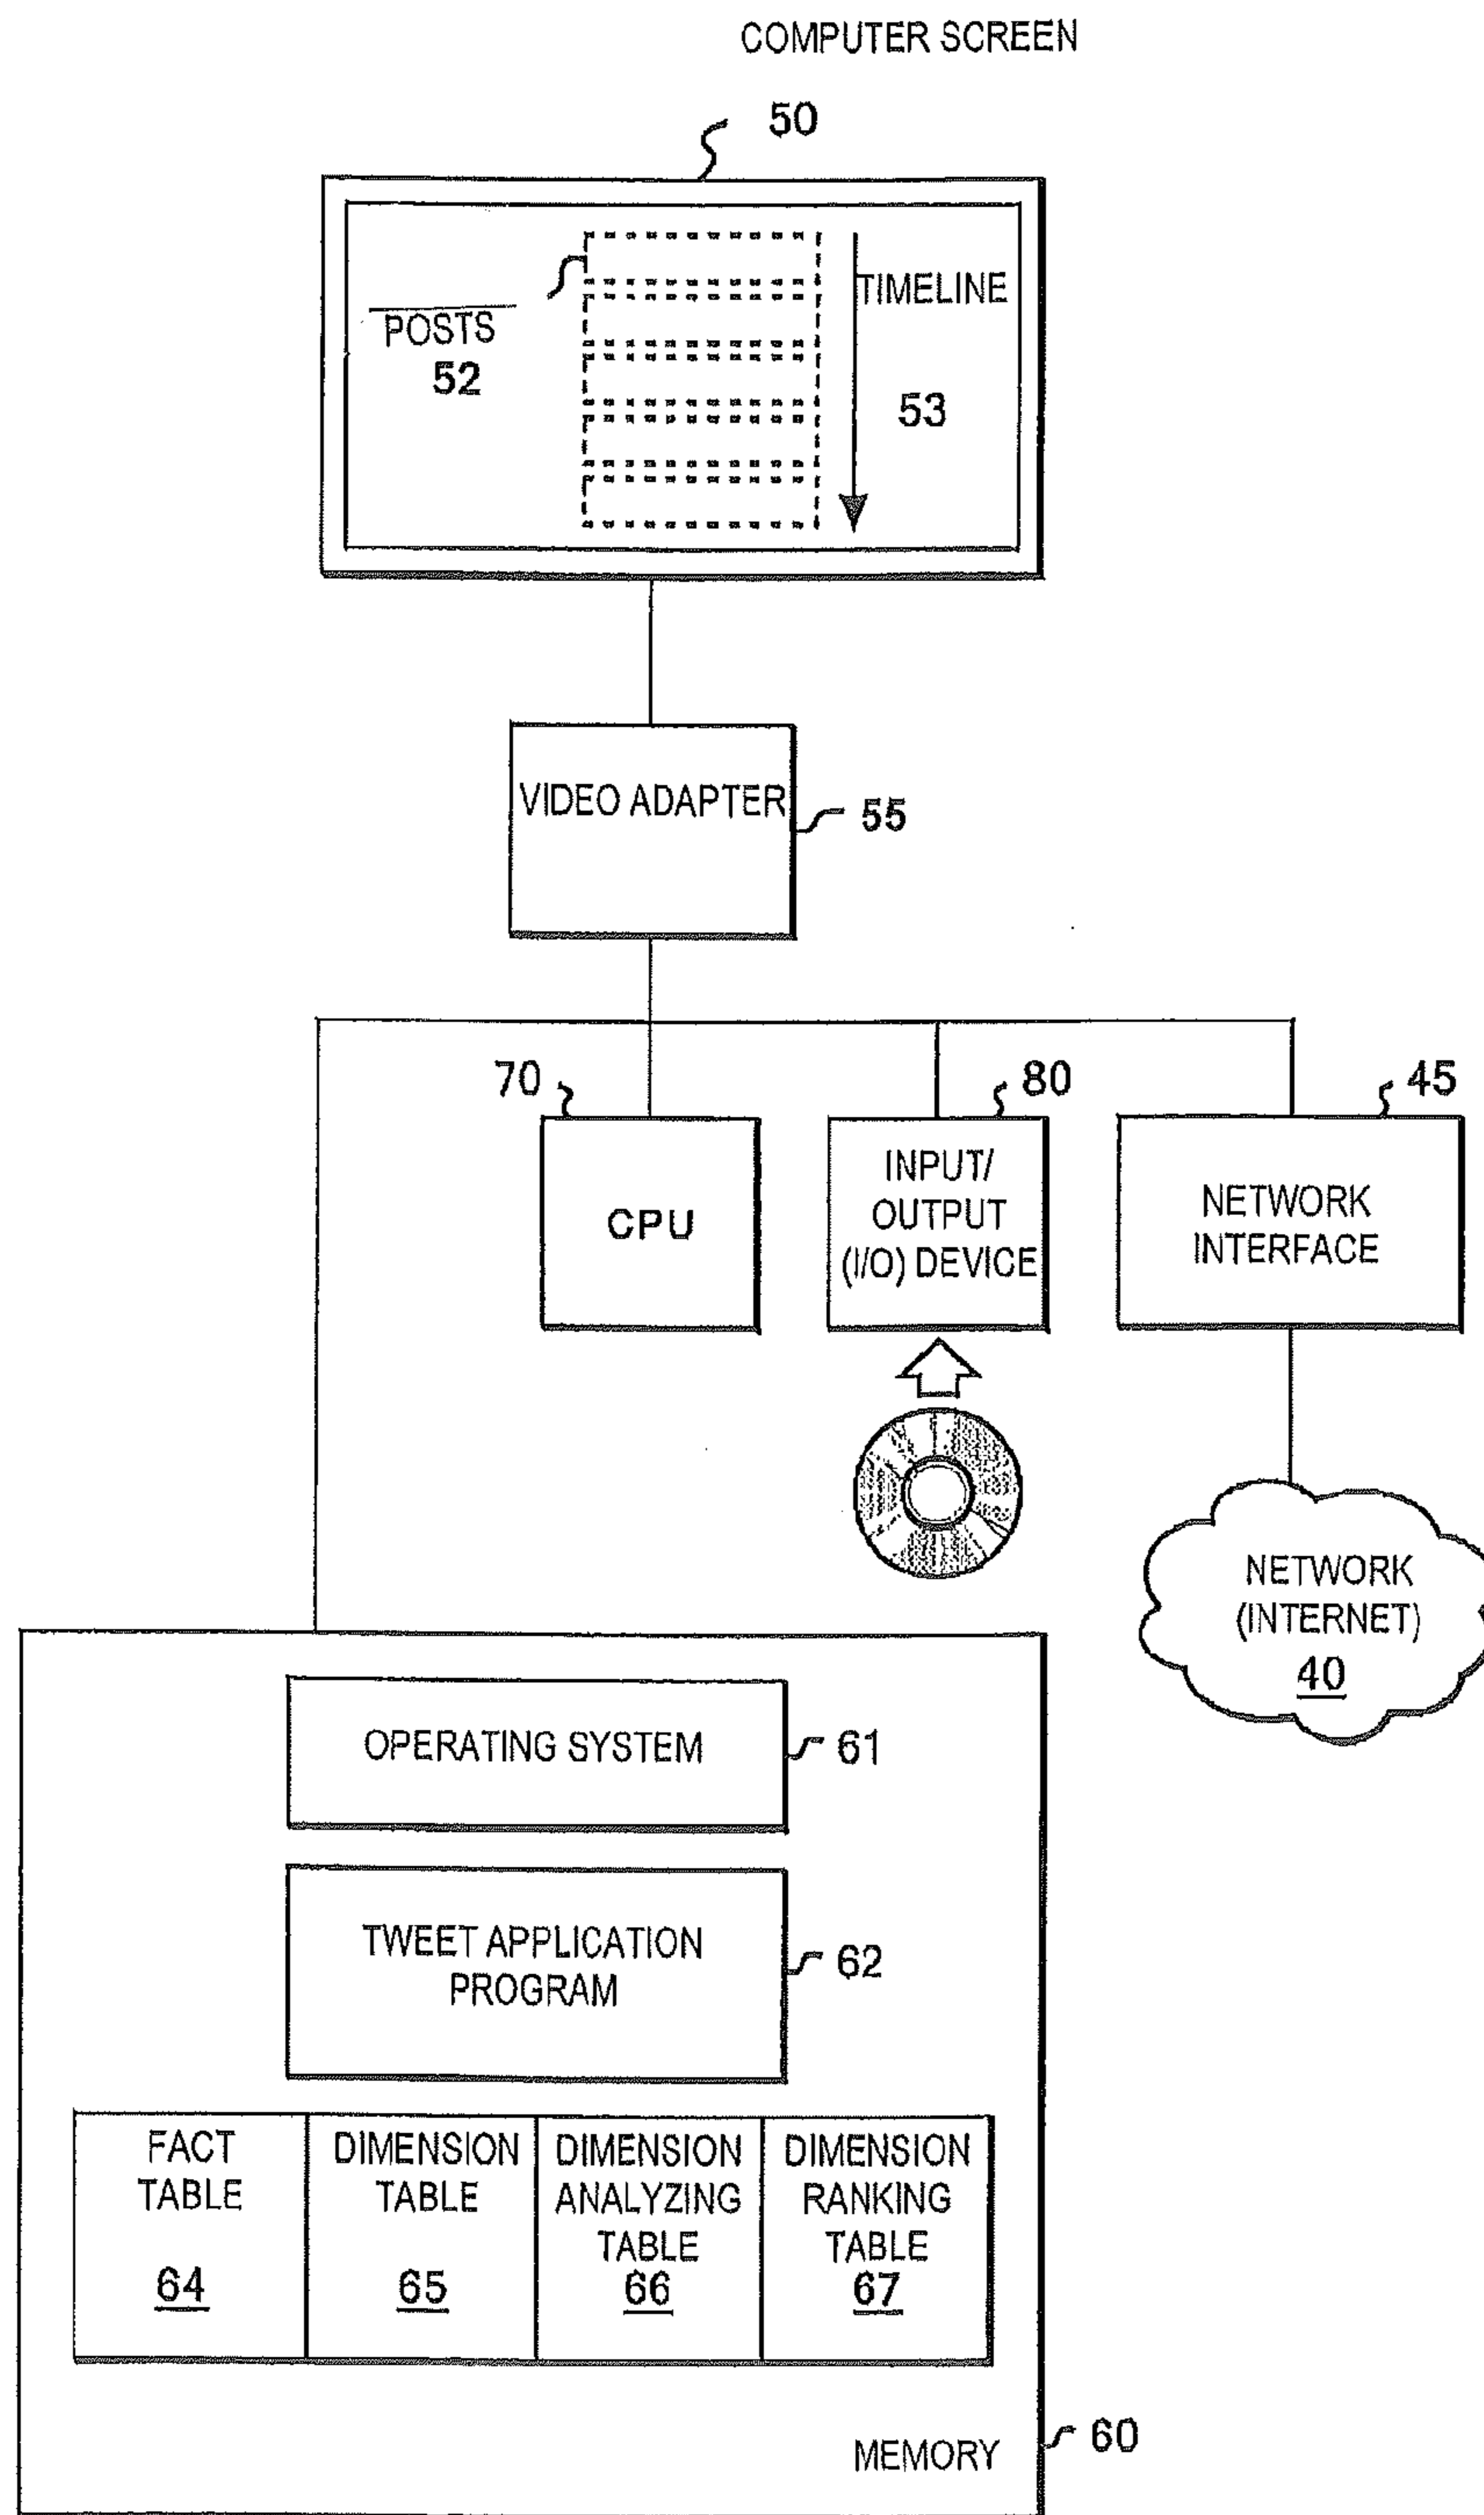 COMPUTER SCREEN
50
POSTS
52
TIMELINE
53
VIDEO ADAPTER
55
70
CPU
80
INPUT/
OUTPUT
(I/O) DEVICE
45
NETWORK
INTERFACE
NETWORK
(INTERNET)
40
OPERATING SYSTEM
61
TWEET APPLICATION
PROGRAM
62
FACT
TABLE
64
DIMENSION
TABLE
65
DIMENSION
ANALYZING
TABLE
66
DIMENSION
RANKING
TABLE
67
MEMORY
60